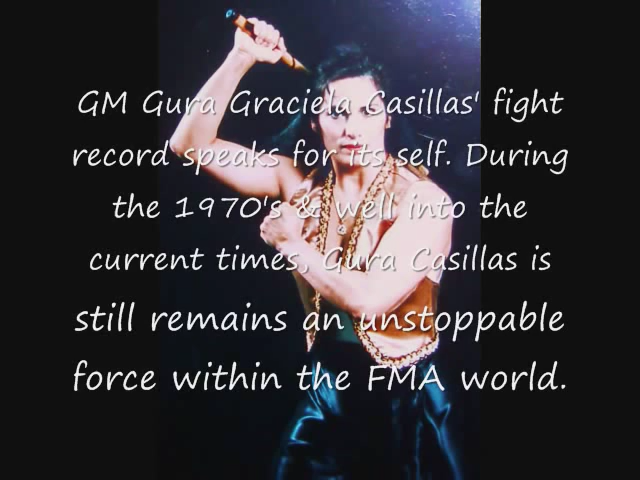 GM Gura Graciela Casillas' fight
record speaks for its self. During
the 1970's & well into the
current times, Gura Casillas is
still remains an unstoppable
force within the FMA world.